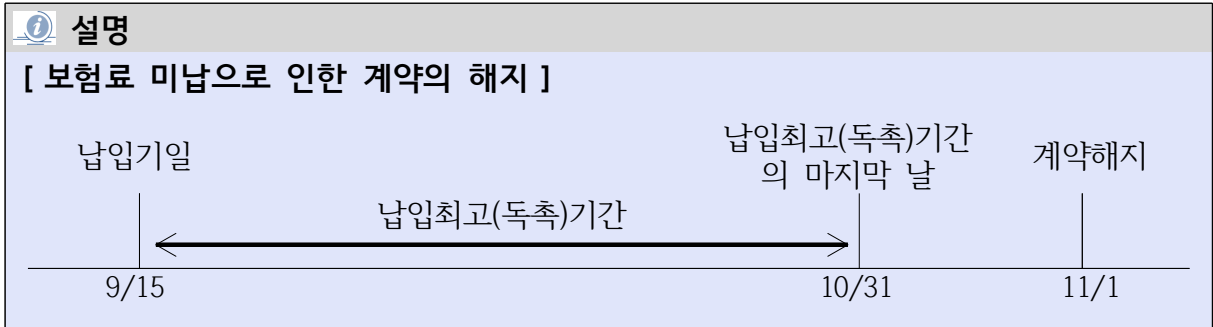 설명
[ 보험료 미납으로 인한 계약의 해지 ]
납입기일
납입최고(독촉)기간
의 마지막 날
계약해지
납입최고(독촉)기간
9/15
10/31
11/1